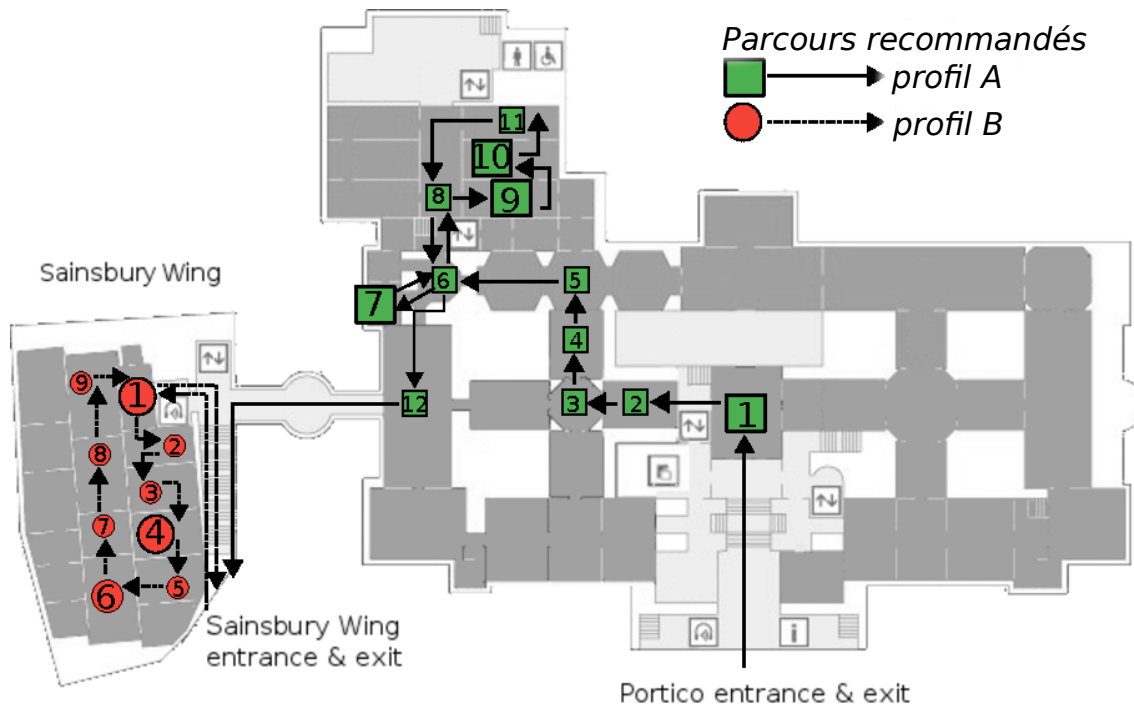 Parcours recommandés
profil A
profil B
11
10
8
9
6
5
7
4
12
3
2
1
Sainsbury Wing
9
1
2
8
3
4
7
6
5
Sainsbury Wing
entrance & exit
i
Portico entrance & exit